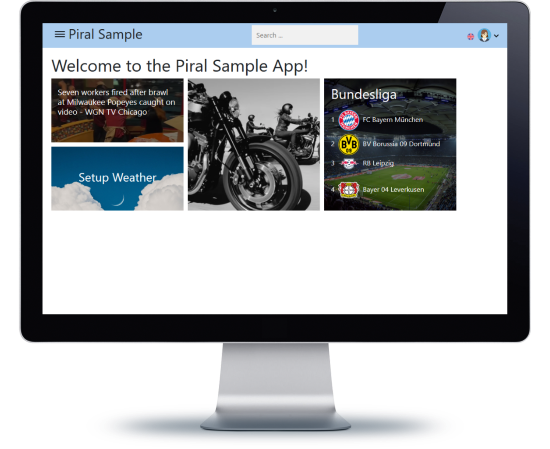 Piral Sample
Search ...
Welcome to the Piral Sample App!
Seven workers fired after brawl
at Milwaukee Popeyes caught on
video - WGN TV Chicago
Setup Weather
Bundesliga
1 FC Bayern München
2 BVB BV Borussia 09 Dortmund
3 RB Leipzig
4 Bayer 04 Leverkusen